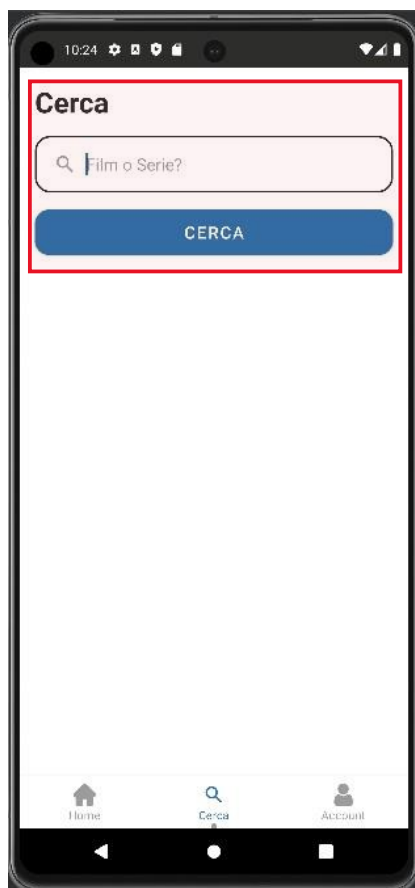 10:24
Cerca
Film o Serie?
CERCA
Home
Cerca
Account